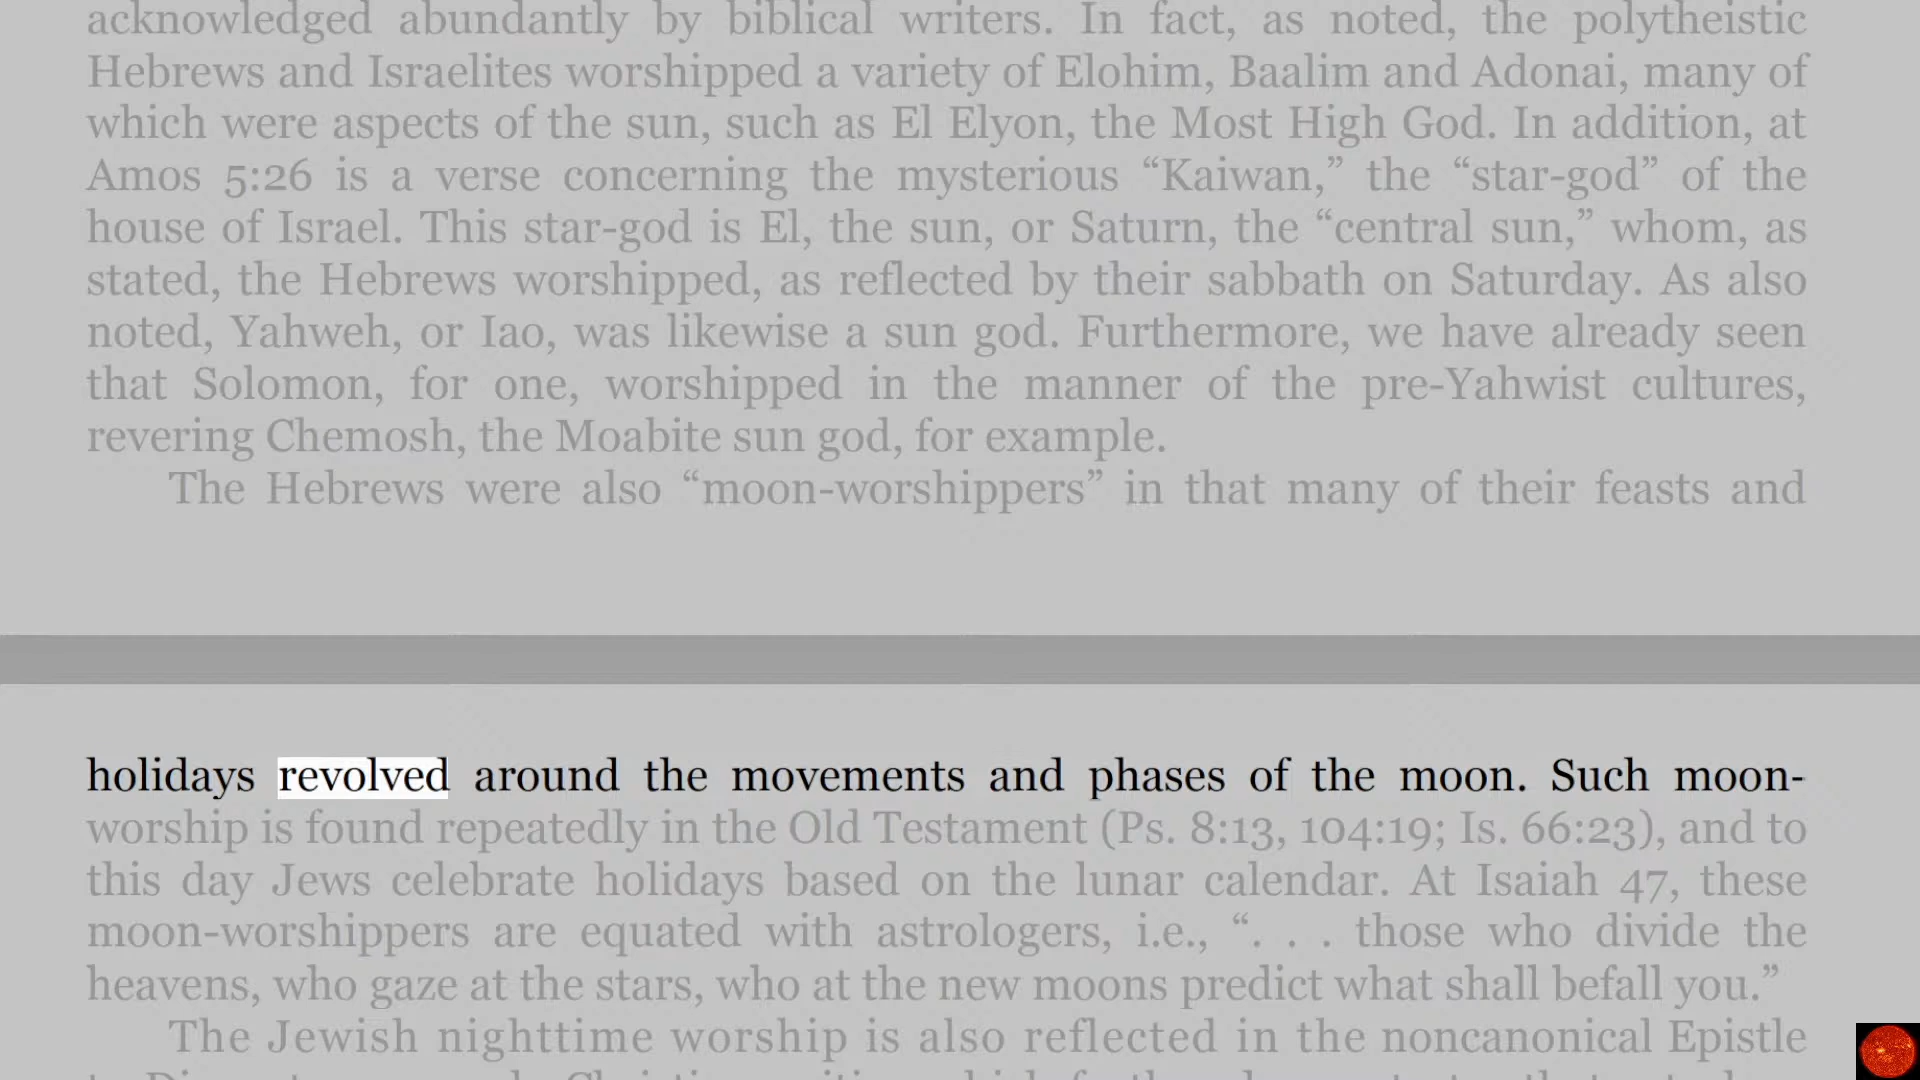 acknowledged abundantly by biblical writers. In fact, as noted, the polytheistic
Hebrews and Israelites worshipped a variety of Elohim, Baalim and Adonai, many of
which were aspects of the sun, such as El Elyon, the Most High God. In addition, at
Amos 5:26 is a verse concerning the mysterious “Kaiwan,” the “star-god” of the
house of Israel. This star-god is El, the sun, or Saturn, the “central sun,” whom, as
stated, the Hebrews worshipped, as reflected by their sabbath on Saturday. As also
noted, Yahweh, or Iao, was likewise a sun god. Furthermore, we have already seen
that Solomon, for one, worshipped in the manner of the pre-Yahwist cultures,
revering Chemosh, the Moabite sun god, for example.
The Hebrews were also “moon-worshippers” in that many of their feasts and
holidays revolved around the movements and phases of the moon. Such moon-
worship is found repeatedly in the Old Testament (Ps. 8:13, 104:19; Is. 66:23), and to
this day Jews celebrate holidays based on the lunar calendar. At Isaiah 47, these
moon-worshippers are equated with astrologers, i.e., “. . . those who divide the
heavens, who gaze at the stars, who at the new moons predict what shall befall you.”
The Jewish nighttime worship is also reflected in the noncanonical Epistle